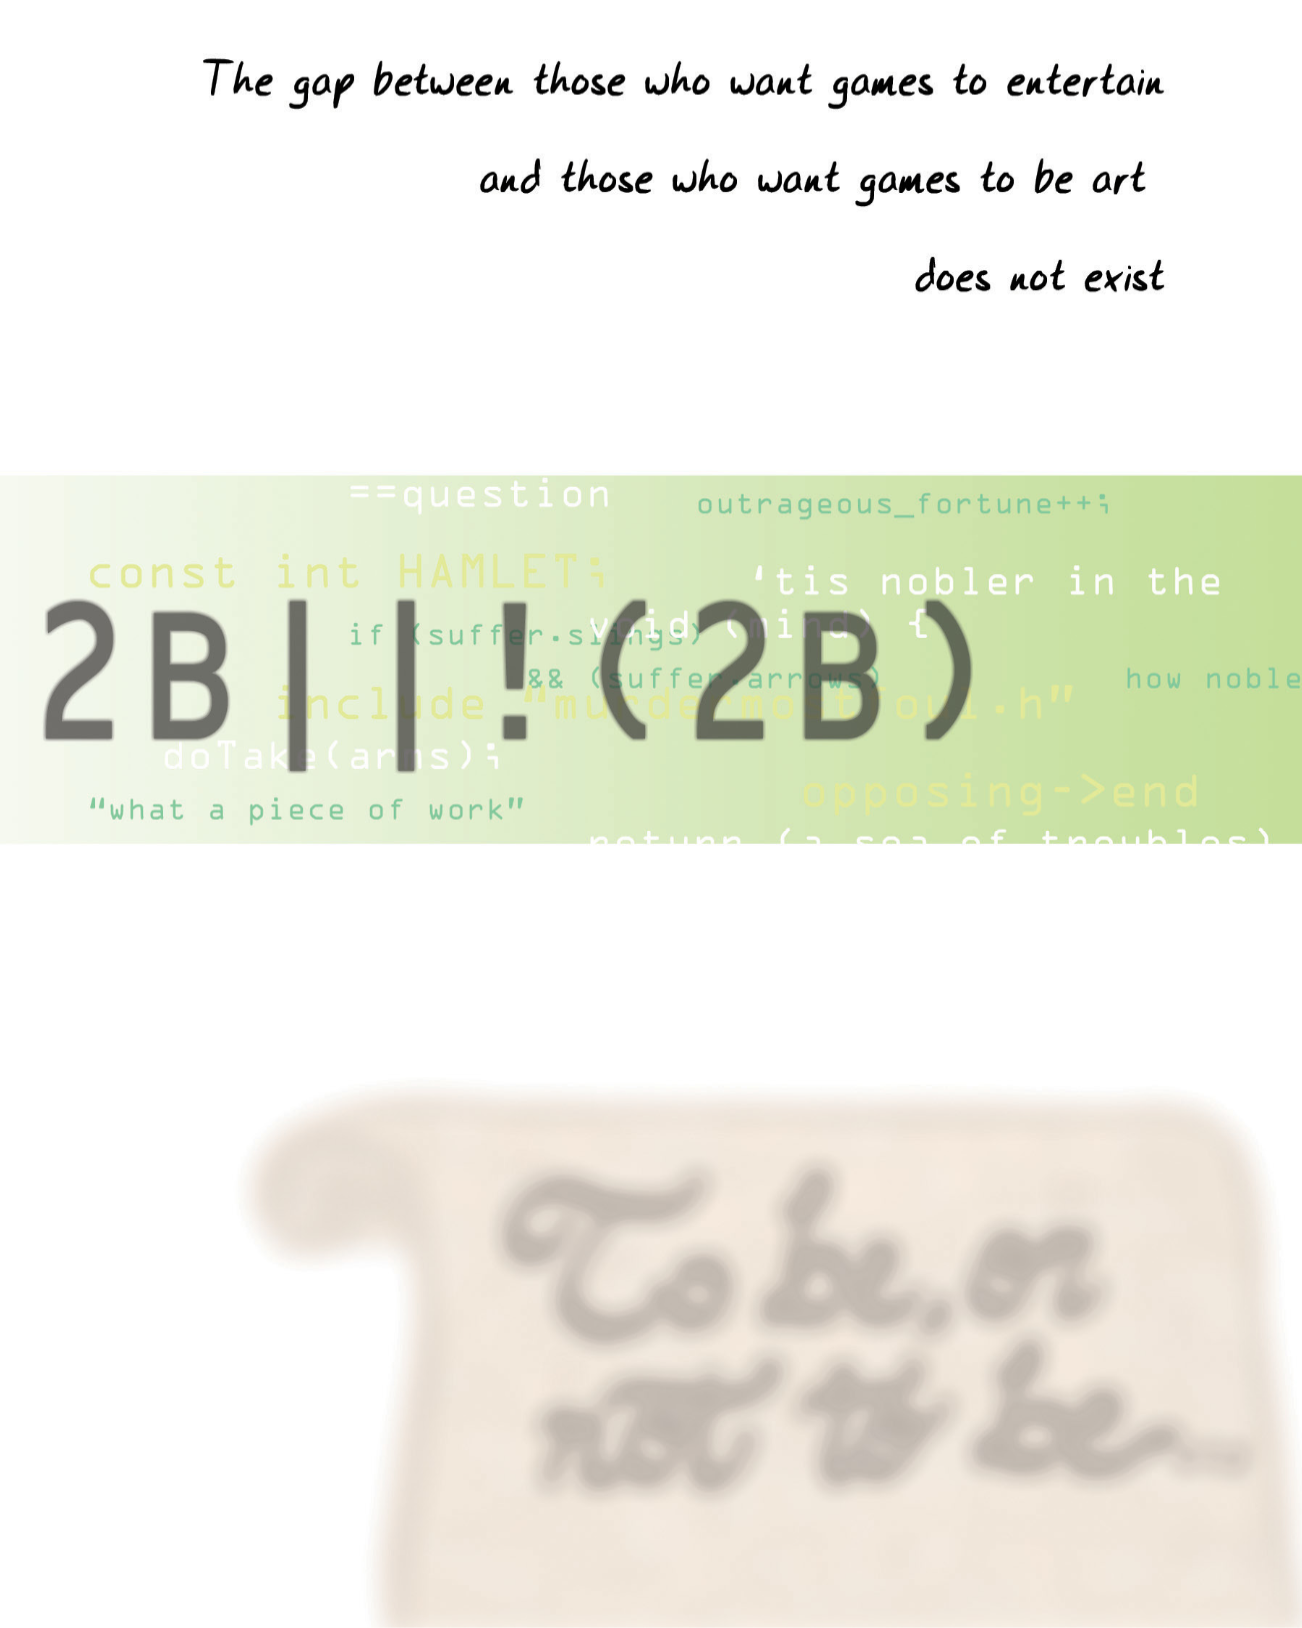 The gap between those who want games to entertain
and those who want games to be art
does not exist
==question
outrageous_fortune++;
const int HAMLET;
'tis nobler in the
2B||!(2B)
void (mind) {
if (suffer.slings)
&& (suffer.arrows)
how noble
include "murdermostfoul.h"
doTake(arms);
opposing->end
"what a piece of work"
return (a sea of troubles)
To be, or
not to be...